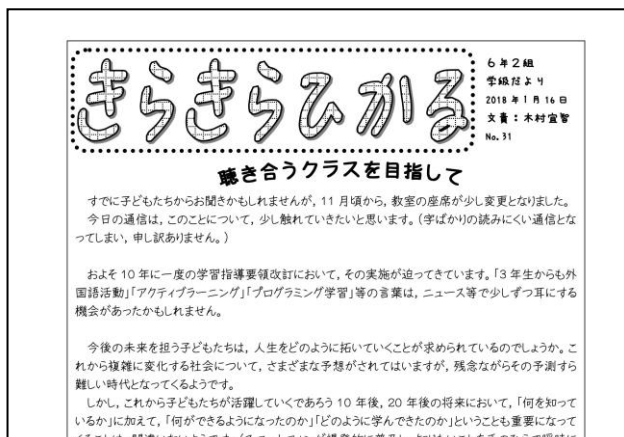 きらきらひかる
6年2組
学級だより
2018年1月16日
文責：木村宣智
No.31
聴き合うクラスを目指して
すでに子どもたちからお聞きかもしれませんが，11月頃から，教室の座席が少し変更となりました。
今日の通信は，このことについて，少し触れていきたいと思います。（字ばかりの読みにくい通信とな
ってしまい，申し訳ありません。）
およそ10年に一度の学習指導要領改訂において，その実施が迫ってきています。「3年生からも外
国語活動」「アクティブラーニング」「プログラミング学習」等の言葉は，ニュース等で少しずつ耳にする
機会があったかもしれません。
今後の未来を担う子どもたちは，人生をどのように拓いていくことが求められているのでしょうか。こ
れから複雑に変化する社会について，さまざまな予想がされてはいますが，残念ながらその予測すら
難しい時代となってくるようです。
しかし，これから子どもたちが活躍していくであろう10年後，20年後の将来において，「何を知って
いるか」に加えて，「何ができるようになったのか」「どのように学んできたのか」ということも重要になって